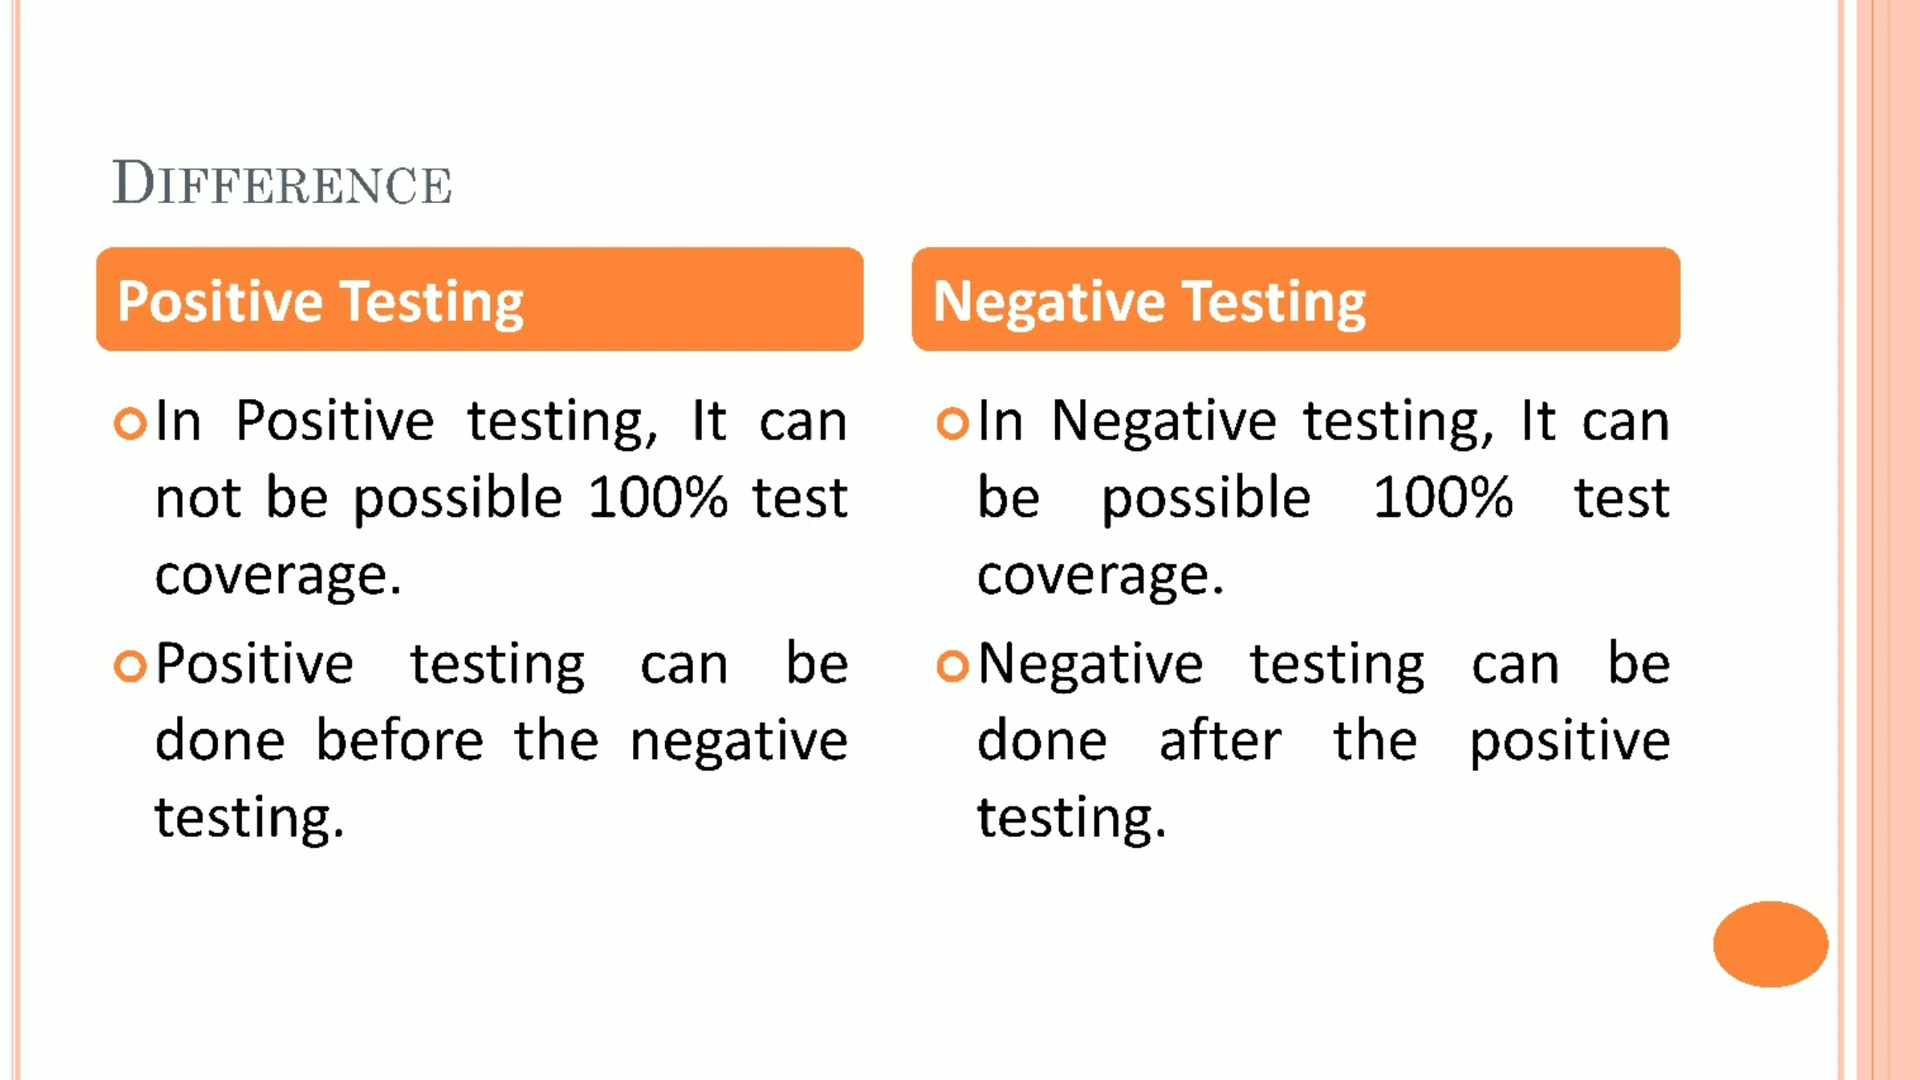 DIFFERENCE
Positive Testing
In Positive testing, It can
not be possible 100% test
coverage.
Positive testing can be
done before the negative
testing.
Negative Testing
In Negative testing, It can
be possible 100% test
coverage.
Negative testing can be
done after the positive
testing.